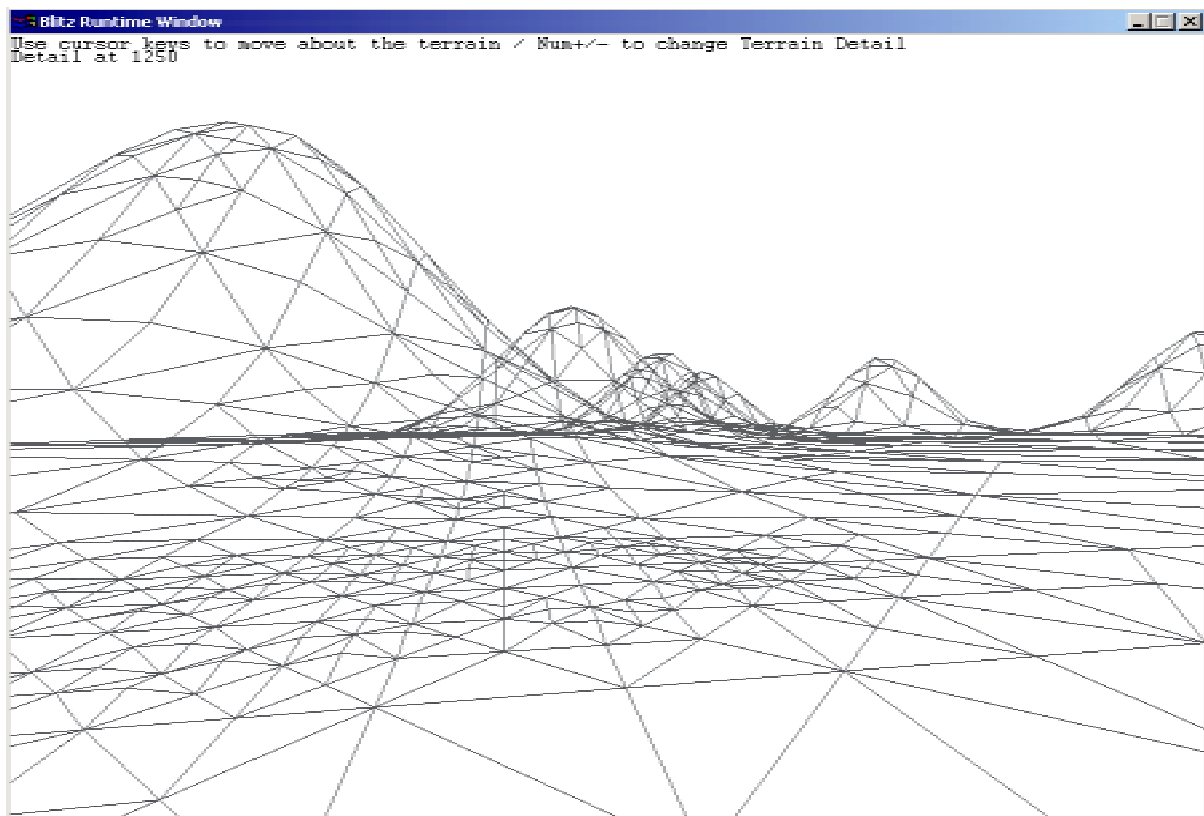 Blitz Runtime Window
Use cursor keys to move about the terrain / Num+/- to change Terrain Detail
Detail at 1250